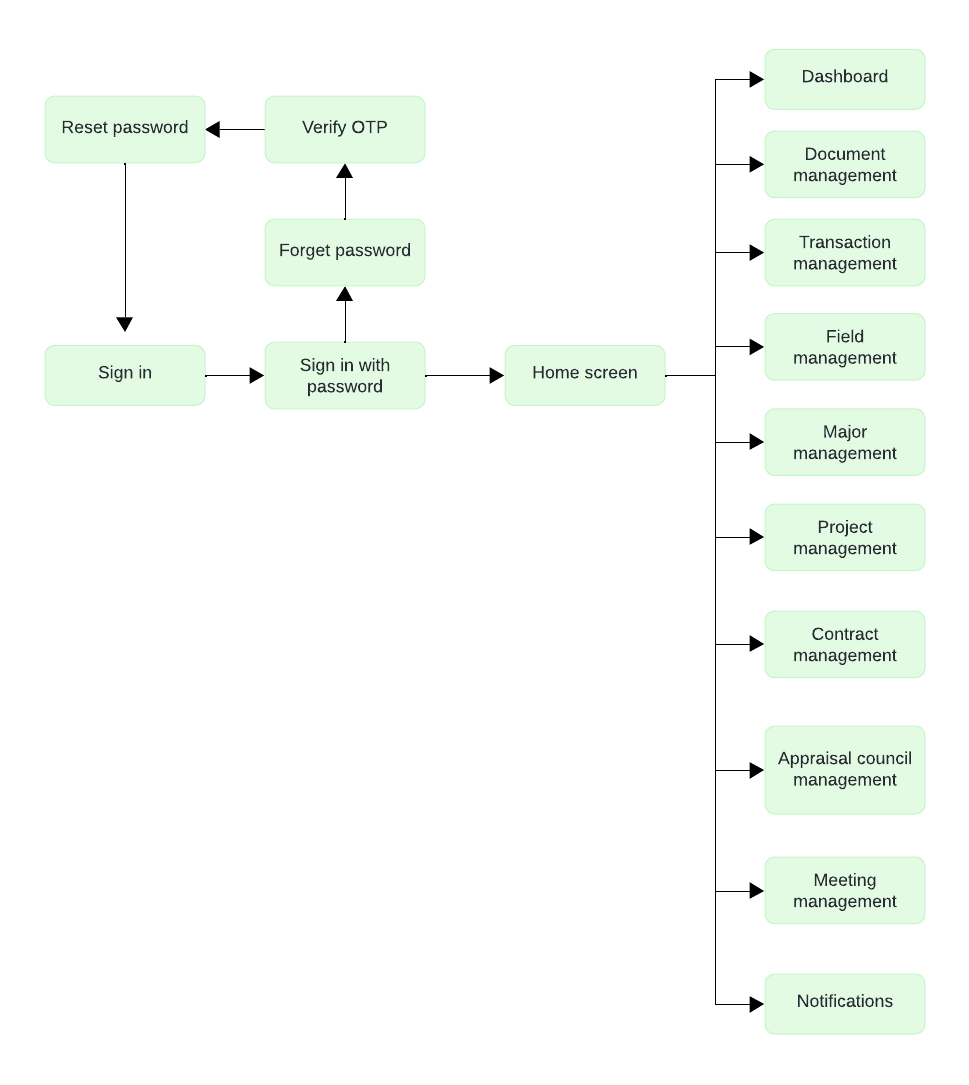 Reset password
Verify OTP
Forget password
Sign in
Sign in with
password
Home screen
Dashboard
Document
management
Transaction
management
Field
management
Major
management
Project
management
Contract
management
Appraisal council
management
Meeting
management
Notifications